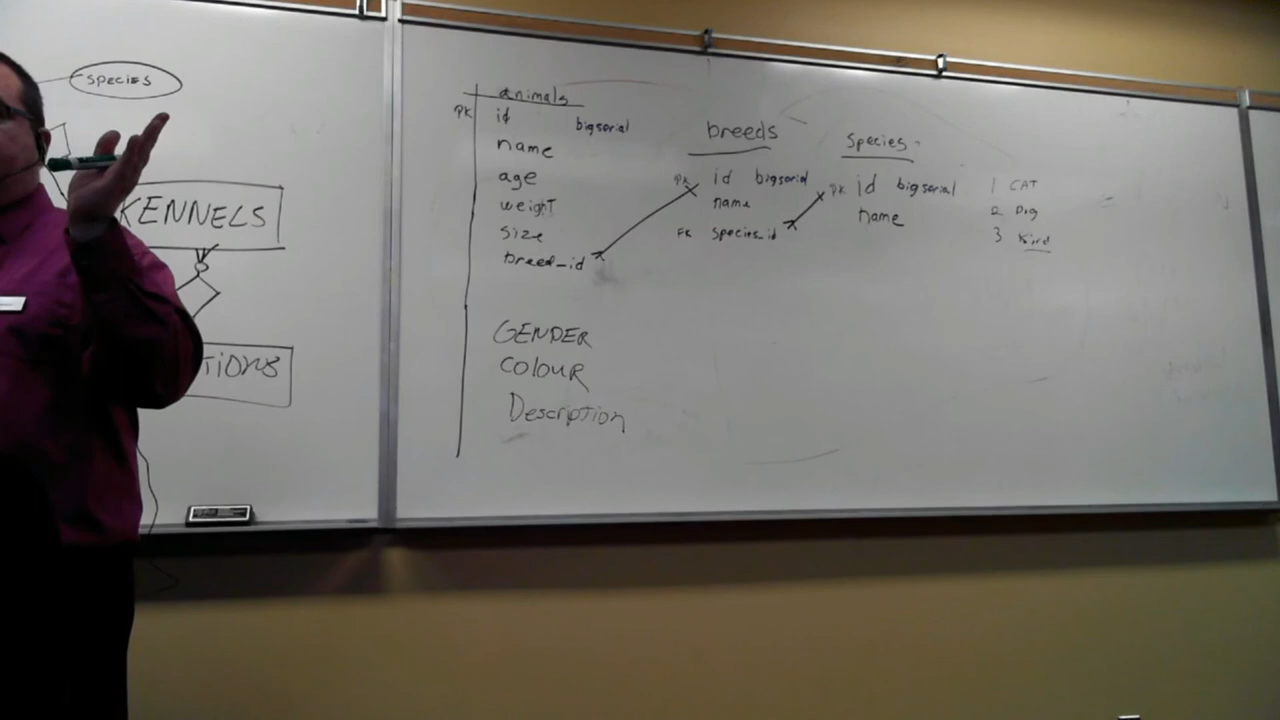 species
KENNELS
TIONS
animals
PK id bigserial
name
age
weight
size
breed_id
GENDER
COLOUR
Description
breeds
PK id bigserial
name
FK species_id
species
PK id bigserial
name
1 CAT
2 Dog
3 Bird